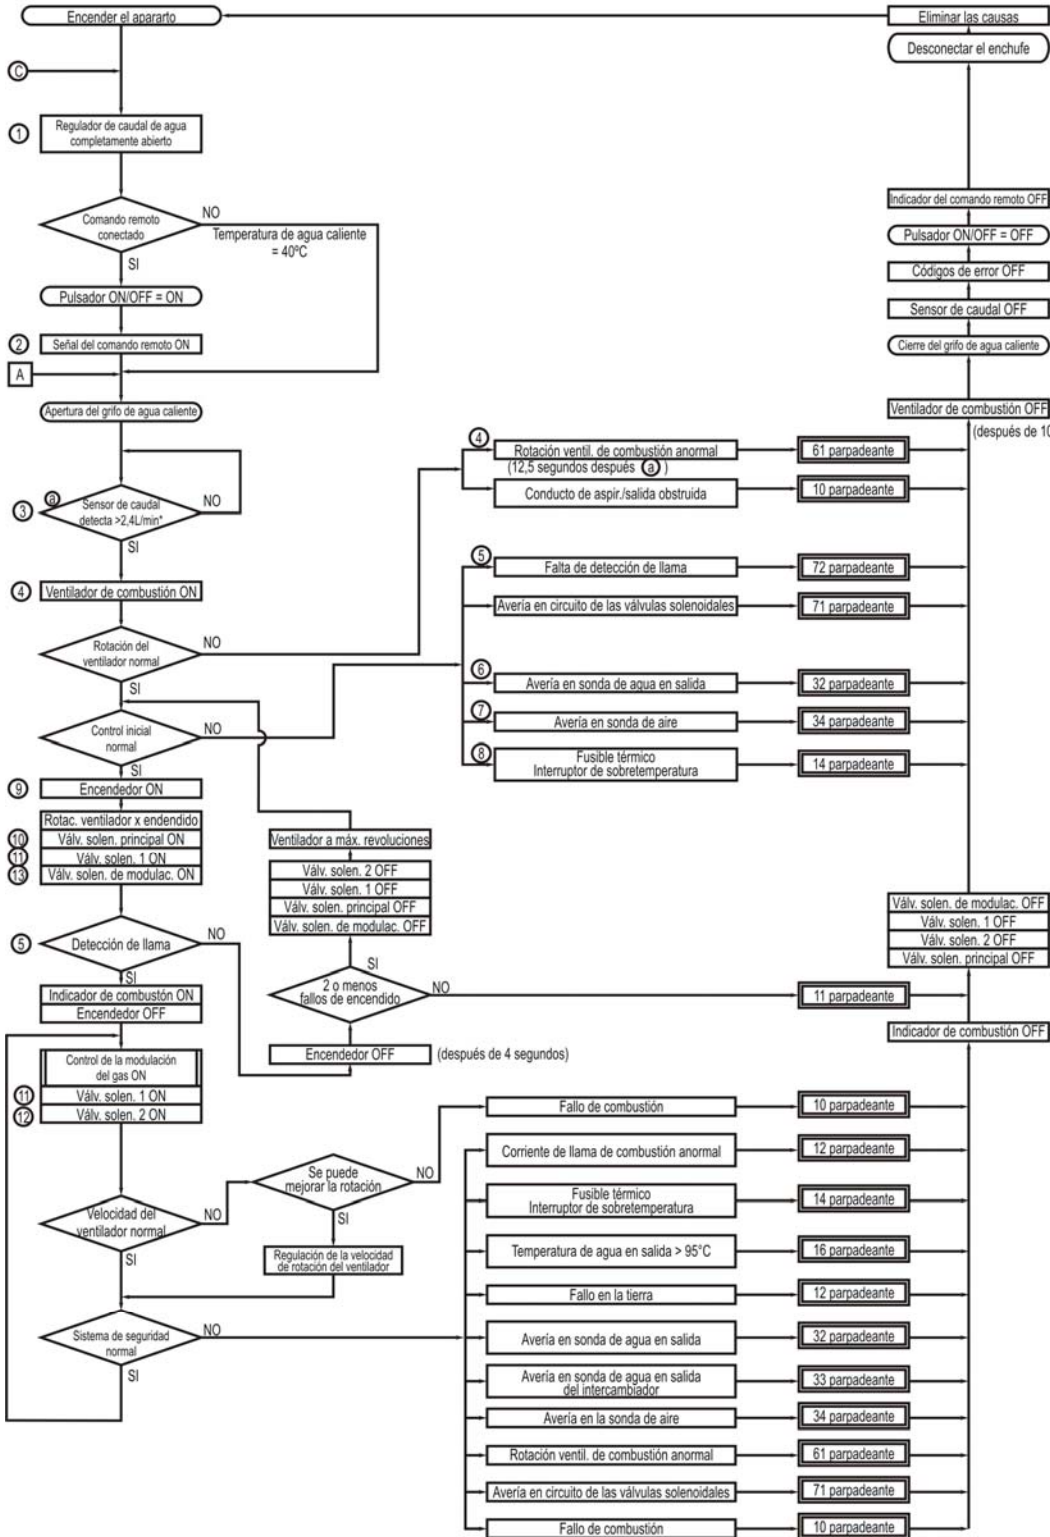 Encender el apararto
Eliminar las causas
Desconectar el enchufe
C
1
Regulador de caudal de agua
completamente abierto
Comando remoto
conectado
NO
Temperatura de agua caliente
= 40ºC
SI
Indicador del comando remoto OFF
Pulsador ON/OFF = OFF
Códigos de error OFF
Sensor de caudal OFF
Cierre del grifo de agua caliente
Pulsador ON/OFF = ON
2
Señal del comando remoto ON
A
Apertura del grifo de agua caliente
Ventilador de combustión OFF
(después de 10
a
3
Sensor de caudal
detecta >2,4L/min*
NO
SI
4
Rotación ventil. de combustión anormal
(12,5 segundos después a )
61 parpadeante
Conducto de aspir./salida obstruida
10 parpadeante
4
Ventilador de combustión ON
5
Falta de detección de llama
72 parpadeante
Avería en circuito de las válvulas solenoidales
71 parpadeante
Rotación del
ventilador normal
NO
SI
6
Avería en sonda de agua en salida
32 parpadeante
7
Avería en sonda de aire
34 parpadeante
8
Fusible térmico
Interruptor de sobretemperatura
14 parpadeante
Control inicial
normal
NO
SI
9
Encendedor ON
Rotac. ventilador x endendido
10
Válv. solen. principal ON
11
Válv. solen. 1 ON
13
Válv. solen. de modulac. ON
Ventilador a máx. revoluciones
Válv. solen. 2 OFF
Válv. solen. 1 OFF
Válv. solen. principal OFF
Válv. solen. de modulac. OFF
Válv. solen. de modulac. OFF
Válv. solen. 1 OFF
Válv. solen. 2 OFF
Válv. solen. principal OFF
5
Detección de llama
NO
SI
SI
2 o menos
fallos de encendido
NO
11 parpadeante
Indicador de combustón ON
Encendedor OFF
Encendedor OFF
(después de 4 segundos)
Indicador de combustión OFF
Control de la modulación
del gas ON
11
Válv. solen. 1 ON
12
Válv. solen. 2 ON
Fallo de combustión
10 parpadeante
Corriente de llama de combustión anormal
12 parpadeante
Se puede
mejorar la rotación
NO
SI
Velocidad del
ventilador normal
NO
SI
Regulación de la velocidad
de rotación del ventilador
Fusible térmico
Interruptor de sobretemperatura
14 parpadeante
Temperatura de agua en salida > 95°C
16 parpadeante
Fallo en la tierra
12 parpadeante
Sistema de seguridad
normal
NO
SI
Avería en sonda de agua en salida
32 parpadeante
Avería en sonda de agua en salida
del intercambiador
33 parpadeante
Avería en la sonda de aire
34 parpadeante
Rotación ventil. de combustión anormal
61 parpadeante
Avería en circuito de las válvulas solenoidales
71 parpadeante
Fallo de combustión
10 parpadeante